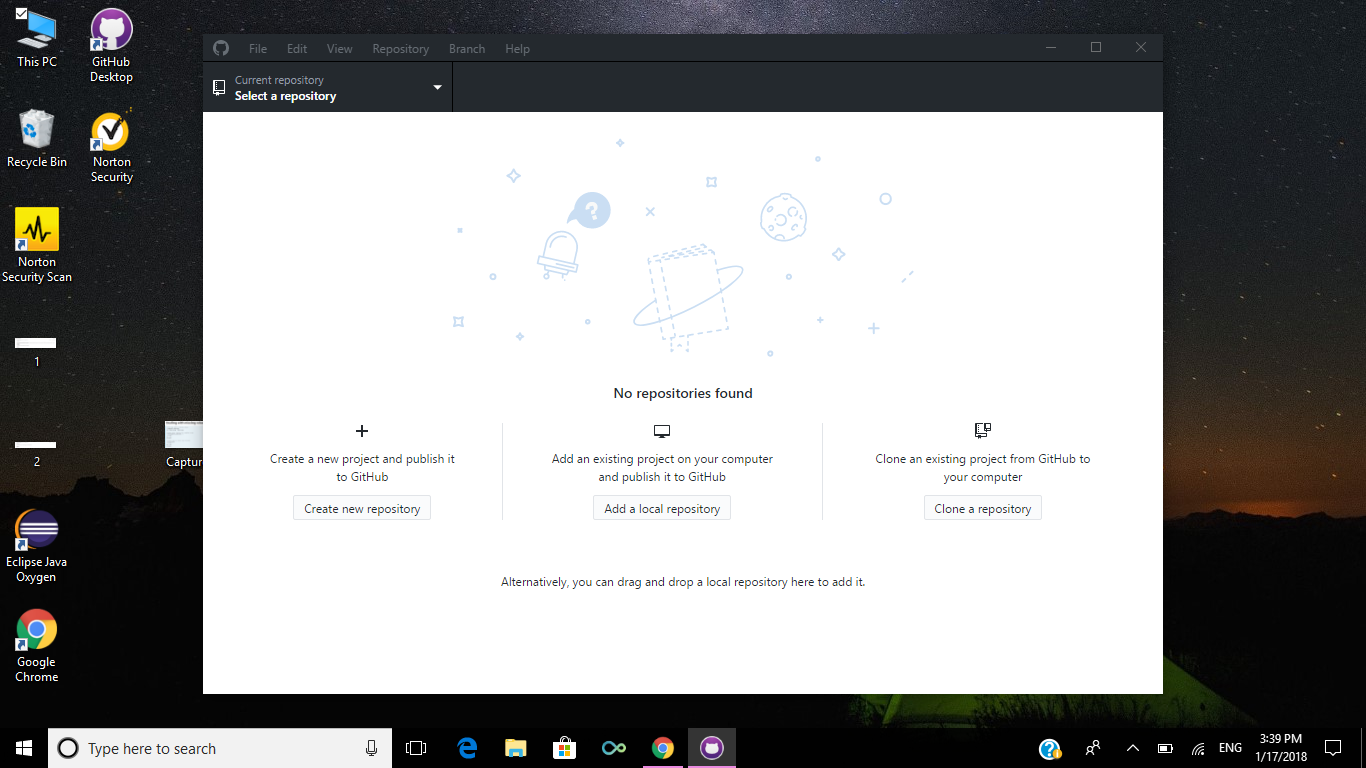 This PC
GitHub
Desktop
Recycle Bin
Norton
Security
Norton
Security Scan
1
2
Captur
Eclipse Java
Oxygen
Google
Chrome
File Edit View Repository Branch Help
Current repository
Select a repository
?
No repositories found
Create a new project and publish it
to GitHub
Create new repository
Add an existing project on your computer
and publish it to GitHub
Add a local repository
Clone an existing project from GitHub to
your computer
Clone a repository
Alternatively, you can drag and drop a local repository here to add it.
Type here to search
ENG
3:39 PM
1/17/2018